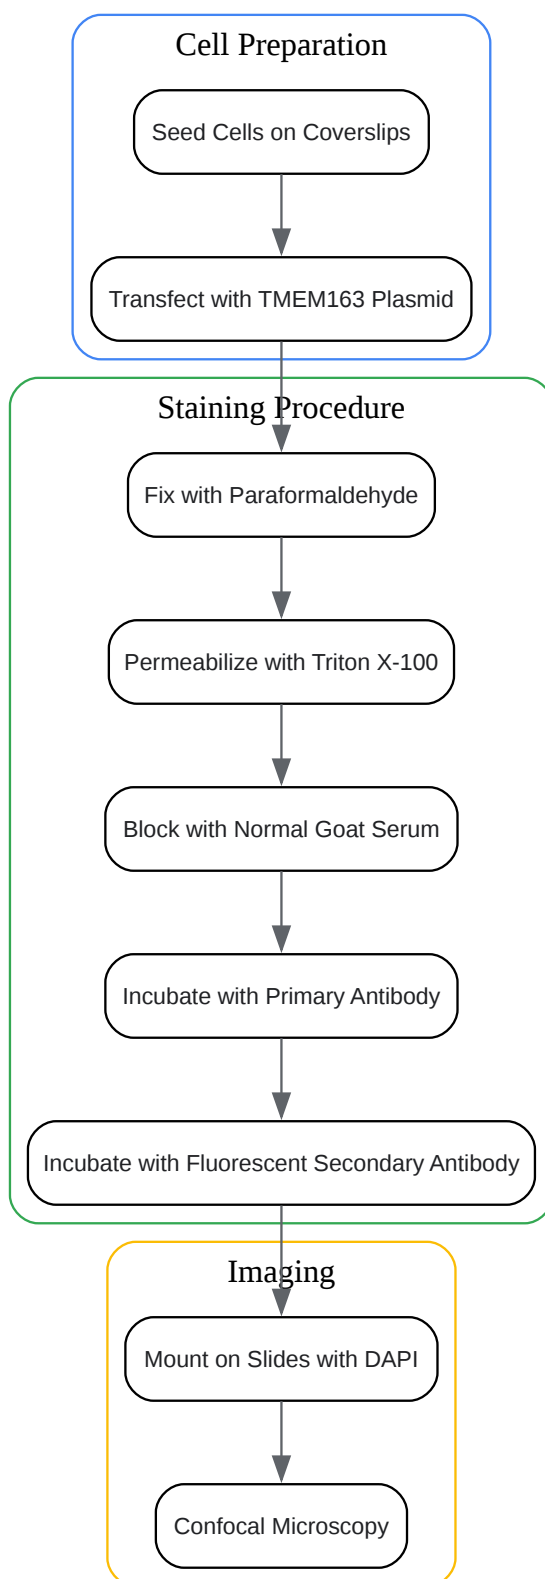 Cell Preparation
Seed Cells on Coverslips
Transfect with TMEM163 Plasmid
Staining Procedure
Fix with Paraformaldehyde
Permeabilize with Triton X-100
Block with Normal Goat Serum
Incubate with Primary Antibody
Incubate with Fluorescent Secondary Antibody
Imaging
Mount on Slides with DAPI
Confocal Microscopy